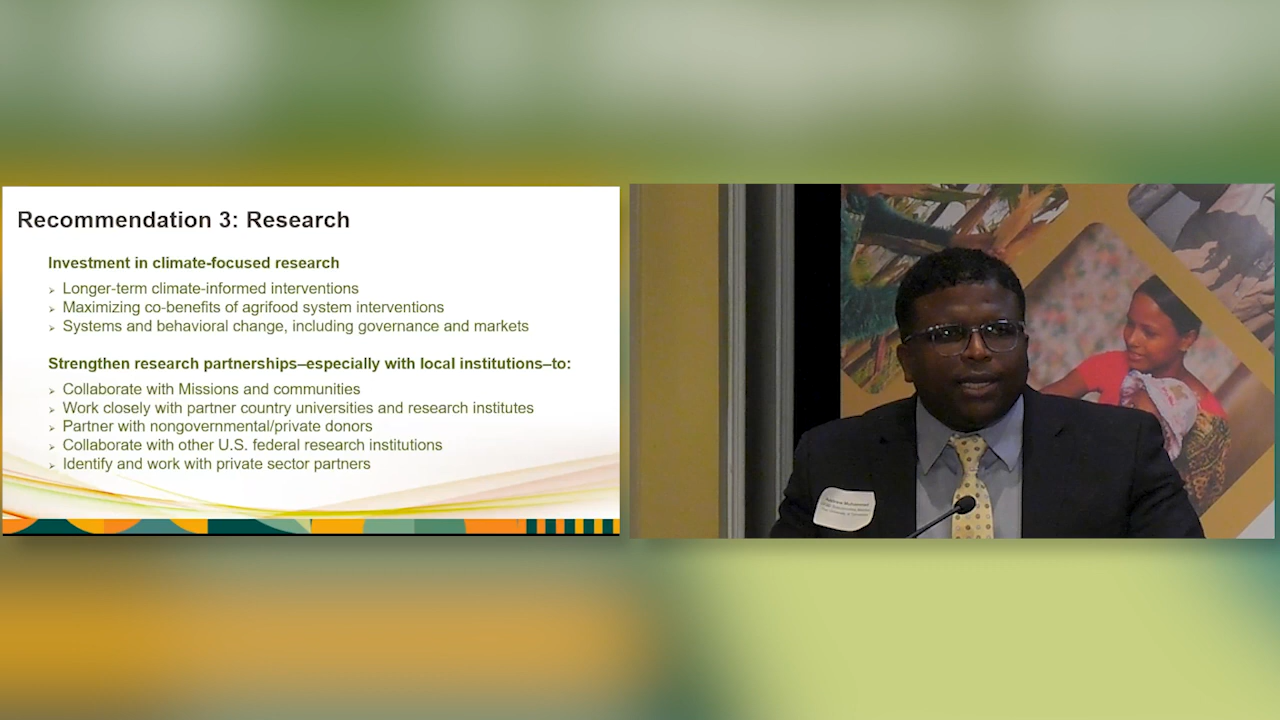 Recommendation 3: Research
Investment in climate-focused research
Longer-term climate-informed interventions
Maximizing co-benefits of agrifood system interventions
Systems and behavioral change, including governance and markets
Strengthen research partnerships–especially with local institutions–to:
Collaborate with Missions and communities
Work closely with partner country universities and research institutes
Partner with nongovernmental/private donors
Collaborate with other U.S. federal research institutions
Identify and work with private sector partners